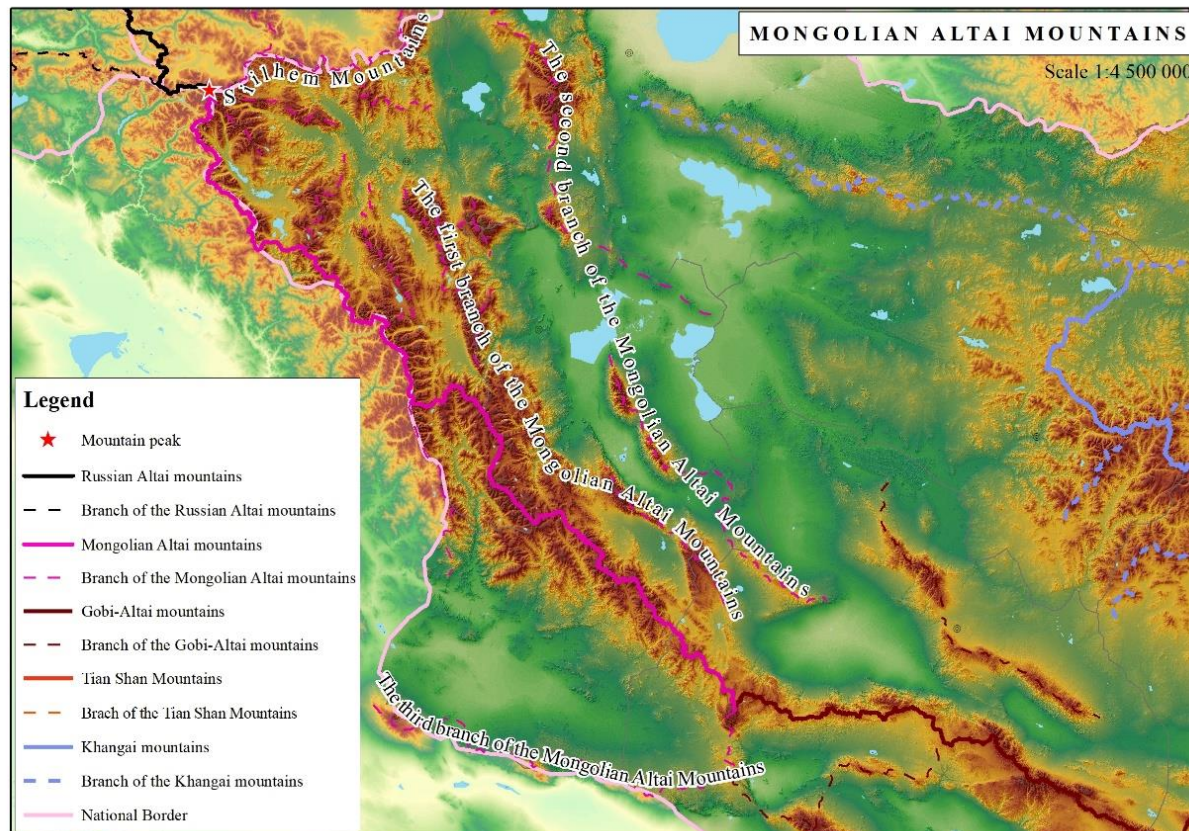 MONGOLIAN ALTAI MOUNTAINS
Scale 1:4 500 000
Siilhem Mountains
The second branch of the Mongolian Altai Mountains
The first branch of the Mongolian Altai Mountains
The third branch of the Mongolian Altai Mountains
Legend
Mountain peak
Russian Altai mountains
Branch of the Russian Altai mountains
Mongolian Altai mountains
Branch of the Mongolian Altai mountains
Gobi-Altai mountains
Branch of the Gobi-Altai mountains
Tian Shan Mountains
Brach of the Tian Shan Mountains
Khangai mountains
Branch of the Khangai mountains
National Border